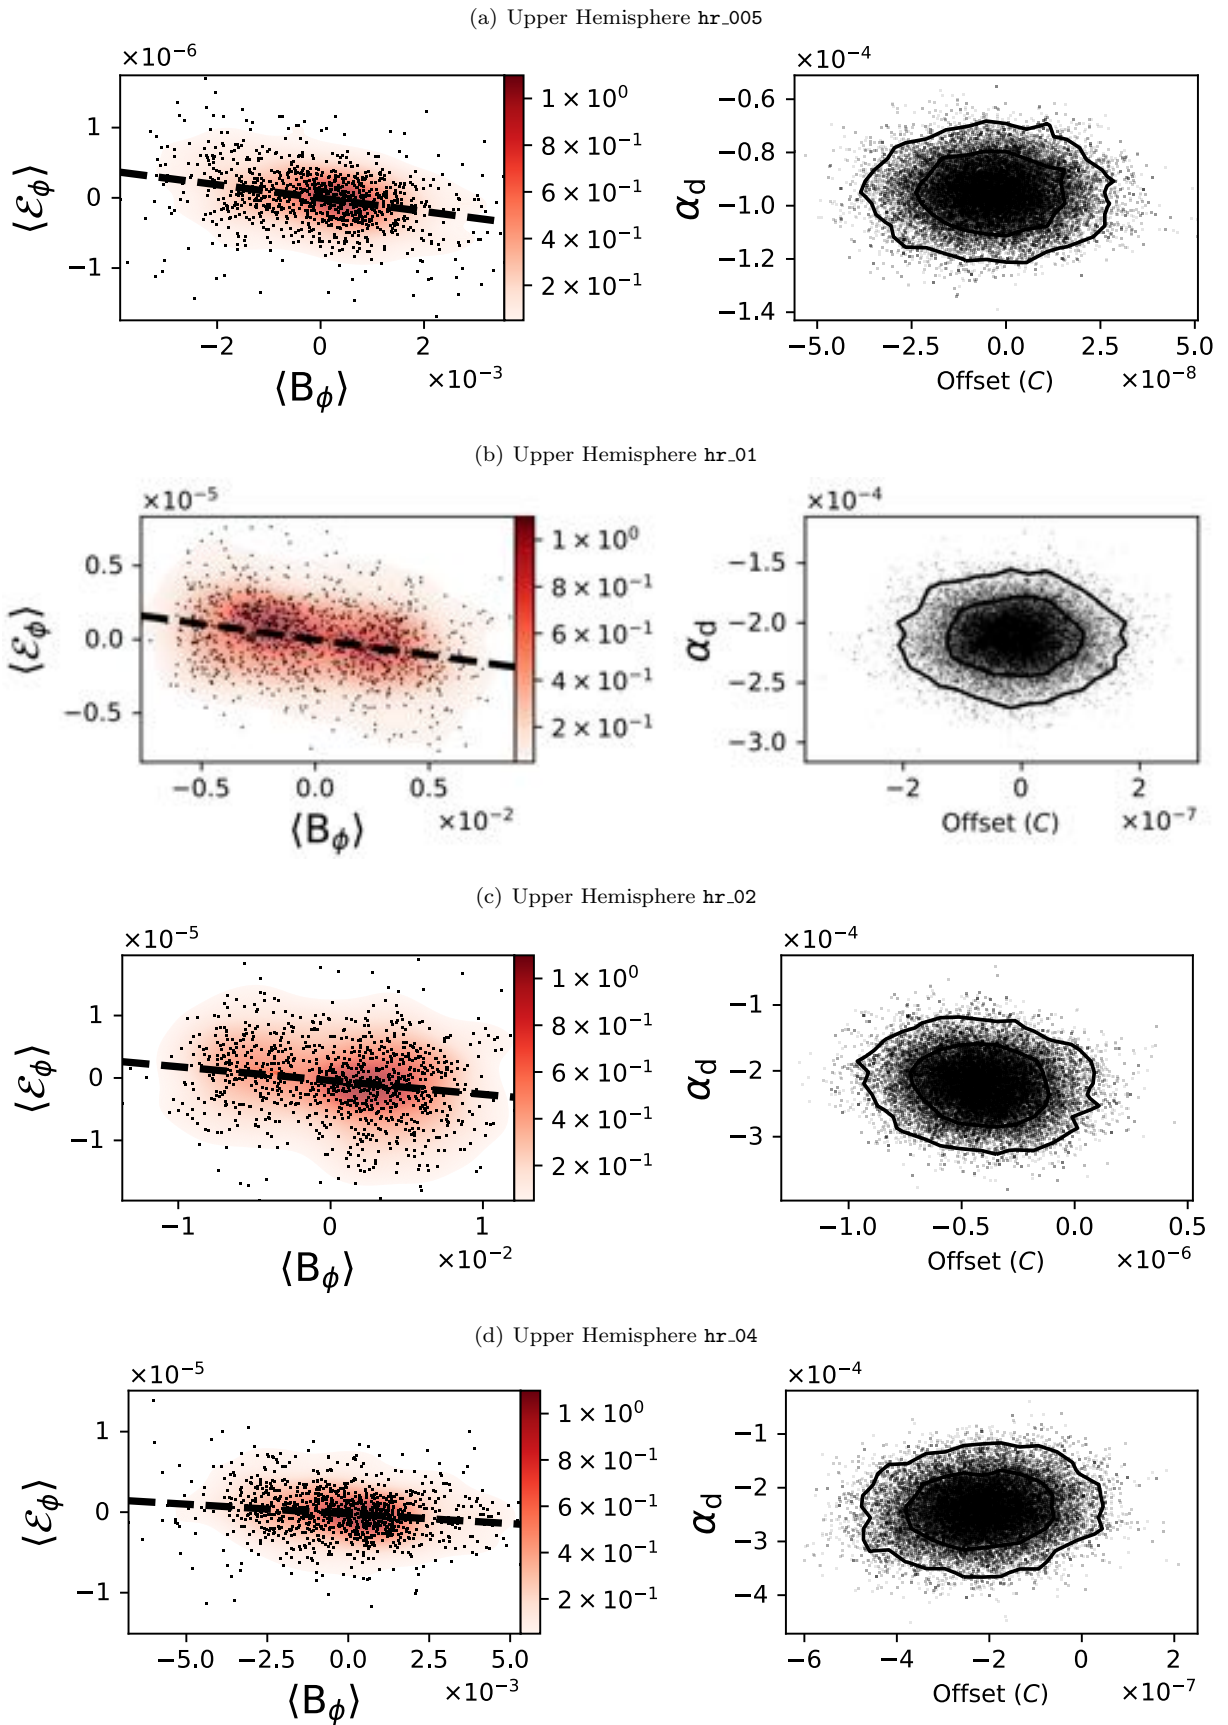 (a) Upper Hemisphere hr_005
×10⁻⁶
1
0
−1
⟨ℰ_ϕ⟩
−2 0 2
×10⁻³
⟨B_ϕ⟩
1 × 10⁰
8 × 10⁻¹
6 × 10⁻¹
4 × 10⁻¹
2 × 10⁻¹
×10⁻⁴
−0.6
−0.8
−1.0
−1.2
−1.4
α_d
−5.0 −2.5 0.0 2.5 5.0
Offset (C) ×10⁻⁸
(b) Upper Hemisphere hr_01
×10⁻⁵
0.5
0.0
−0.5
⟨ℰ_ϕ⟩
−0.5 0.0 0.5
×10⁻²
⟨B_ϕ⟩
1 × 10⁰
8 × 10⁻¹
6 × 10⁻¹
4 × 10⁻¹
2 × 10⁻¹
×10⁻⁴
−1.5
−2.0
−2.5
−3.0
α_d
−2 0 2
Offset (C) ×10⁻⁷
(c) Upper Hemisphere hr_02
×10⁻⁵
1
0
−1
⟨ℰ_ϕ⟩
−1 0 1
×10⁻²
⟨B_ϕ⟩
1 × 10⁰
8 × 10⁻¹
6 × 10⁻¹
4 × 10⁻¹
2 × 10⁻¹
×10⁻⁴
−1
−2
−3
α_d
−1.0 −0.5 0.0 0.5
Offset (C) ×10⁻⁶
(d) Upper Hemisphere hr_04
×10⁻⁵
1
0
−1
⟨ℰ_ϕ⟩
−5.0 −2.5 0.0 2.5 5.0
×10⁻³
⟨B_ϕ⟩
1 × 10⁰
8 × 10⁻¹
6 × 10⁻¹
4 × 10⁻¹
2 × 10⁻¹
×10⁻⁴
−1
−2
−3
−4
α_d
−6 −4 −2 0 2
Offset (C) ×10⁻⁷